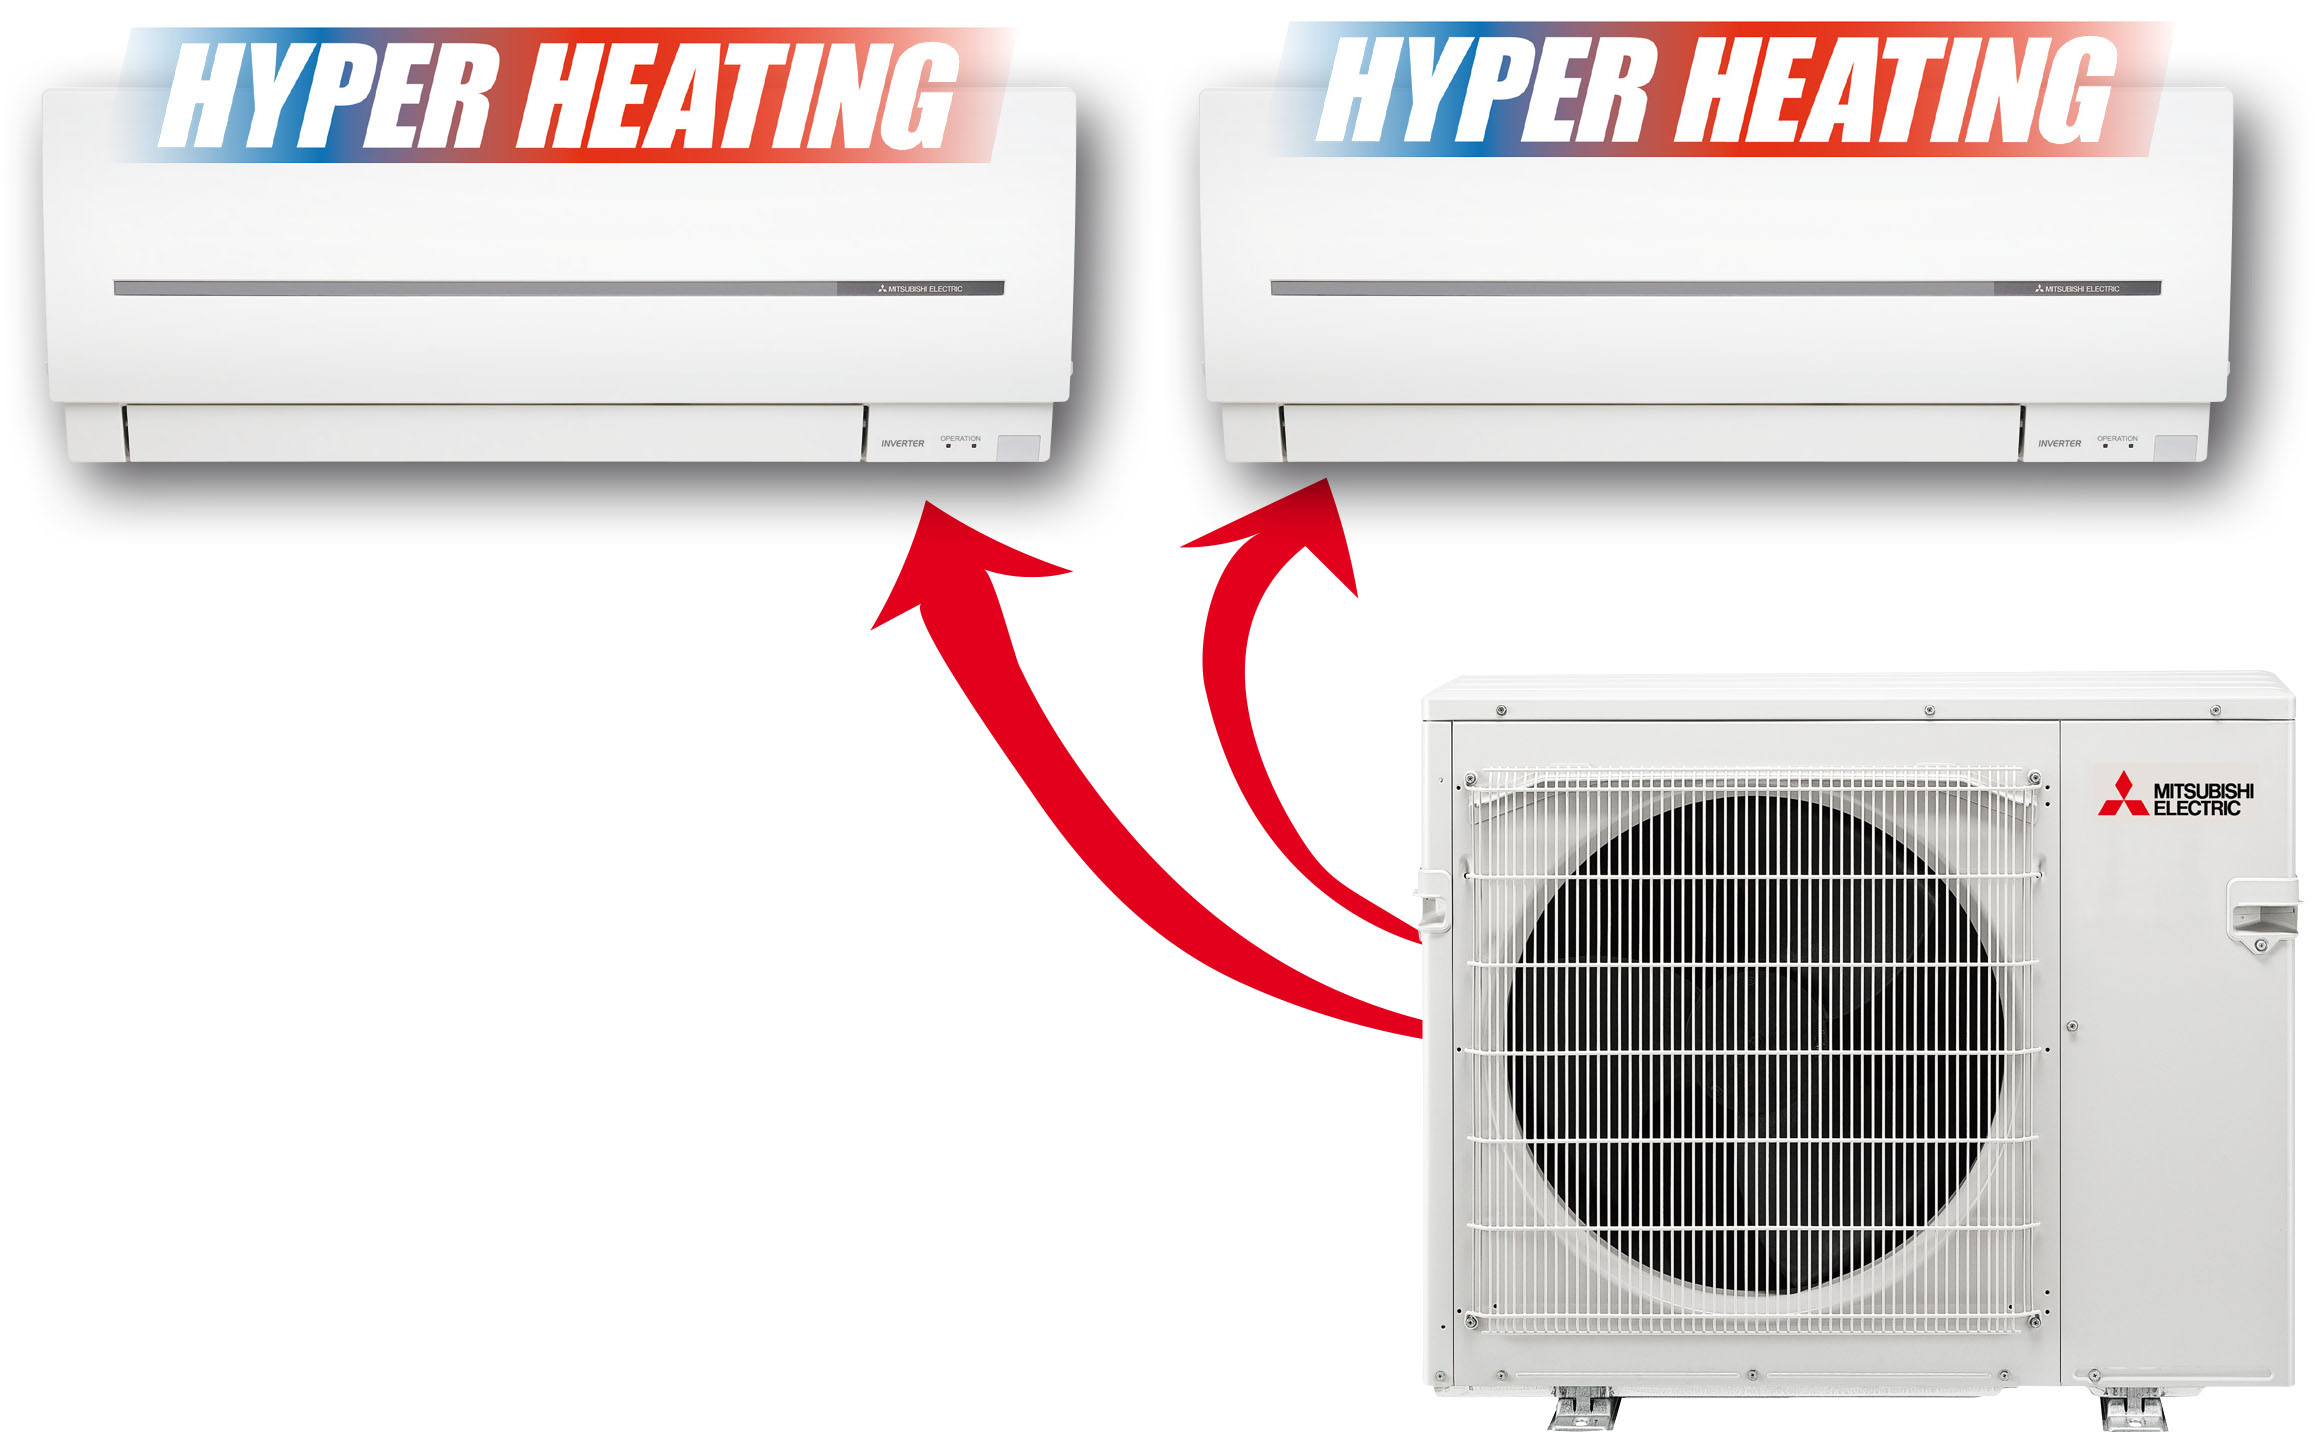 HYPER HEATING
HYPER HEATING
MITSUBISHI ELECTRIC
MITSUBISHI ELECTRIC
INVERTER
OPERATION
INVERTER
OPERATION
MITSUBISHI
ELECTRIC